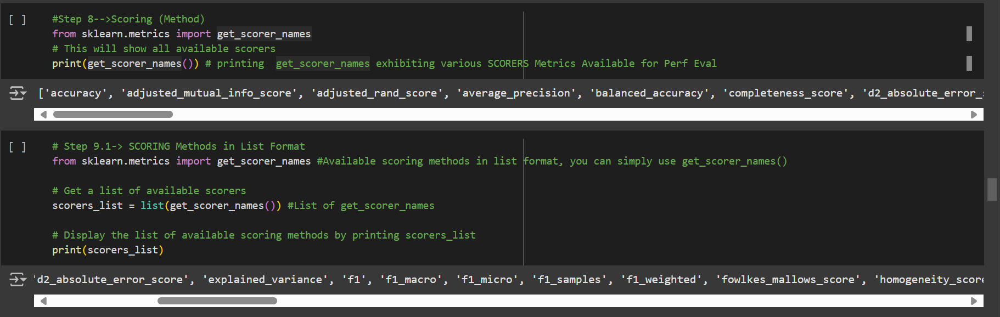 [ ] #Step 8-->Scoring (Method)
from sklearn.metrics import get_scorer_names
# This will show all available scorers
print(get_scorer_names()) # printing  get_scorer_names exhibiting various SCORERS Metrics Available for Perf Eval
['accuracy', 'adjusted_mutual_info_score', 'adjusted_rand_score', 'average_precision', 'balanced_accuracy', 'completeness_score', 'd2_absolute_error_
[ ] # Step 9.1-> SCORING Methods in List Format
from sklearn.metrics import get_scorer_names #Available scoring methods in list format, you can simply use get_scorer_names()
# Get a list of available scorers
scorers_list = list(get_scorer_names()) #List of get_scorer_names
# Display the list of available scoring methods by printing scorers_list
print(scorers_list)
'd2_absolute_error_score', 'explained_variance', 'f1', 'f1_macro', 'f1_micro', 'f1_samples', 'f1_weighted', 'fowlkes_mallows_score', 'homogeneity_score